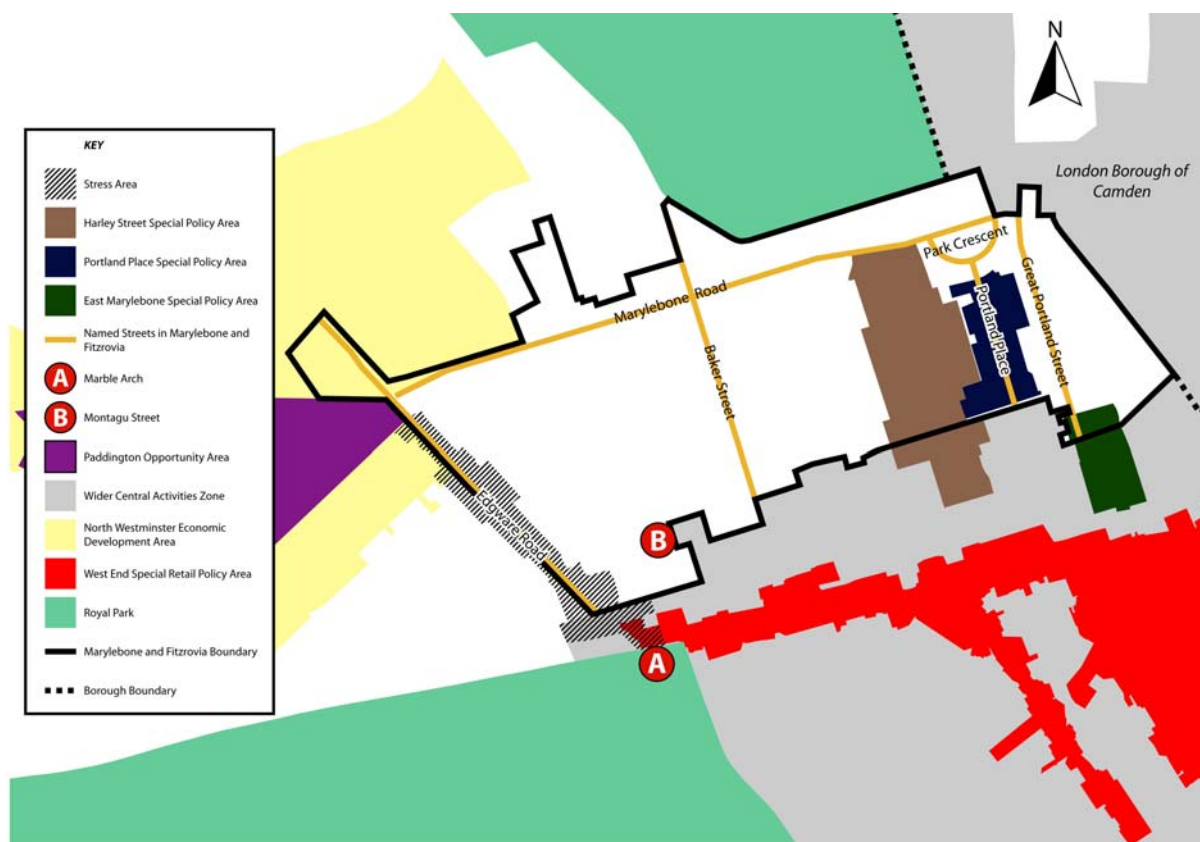 KEY
Stress Area
Harley Street Special Policy Area
Portland Place Special Policy Area
East Marylebone Special Policy Area
Named Streets in Marylebone and
Fitzrovia
A Marble Arch
B Montagu Street
Paddington Opportunity Area
Wider Central Activities Zone
North Westminster Economic
Development Area
West End Special Retail Policy Area
Royal Park
Marylebone and Fitzrovia Boundary
Borough Boundary
N
London Borough of
Camden
Park Crescent
Marylebone Road
Great Portland Street
Portland Place
Baker Street
Edgware Road
B
A